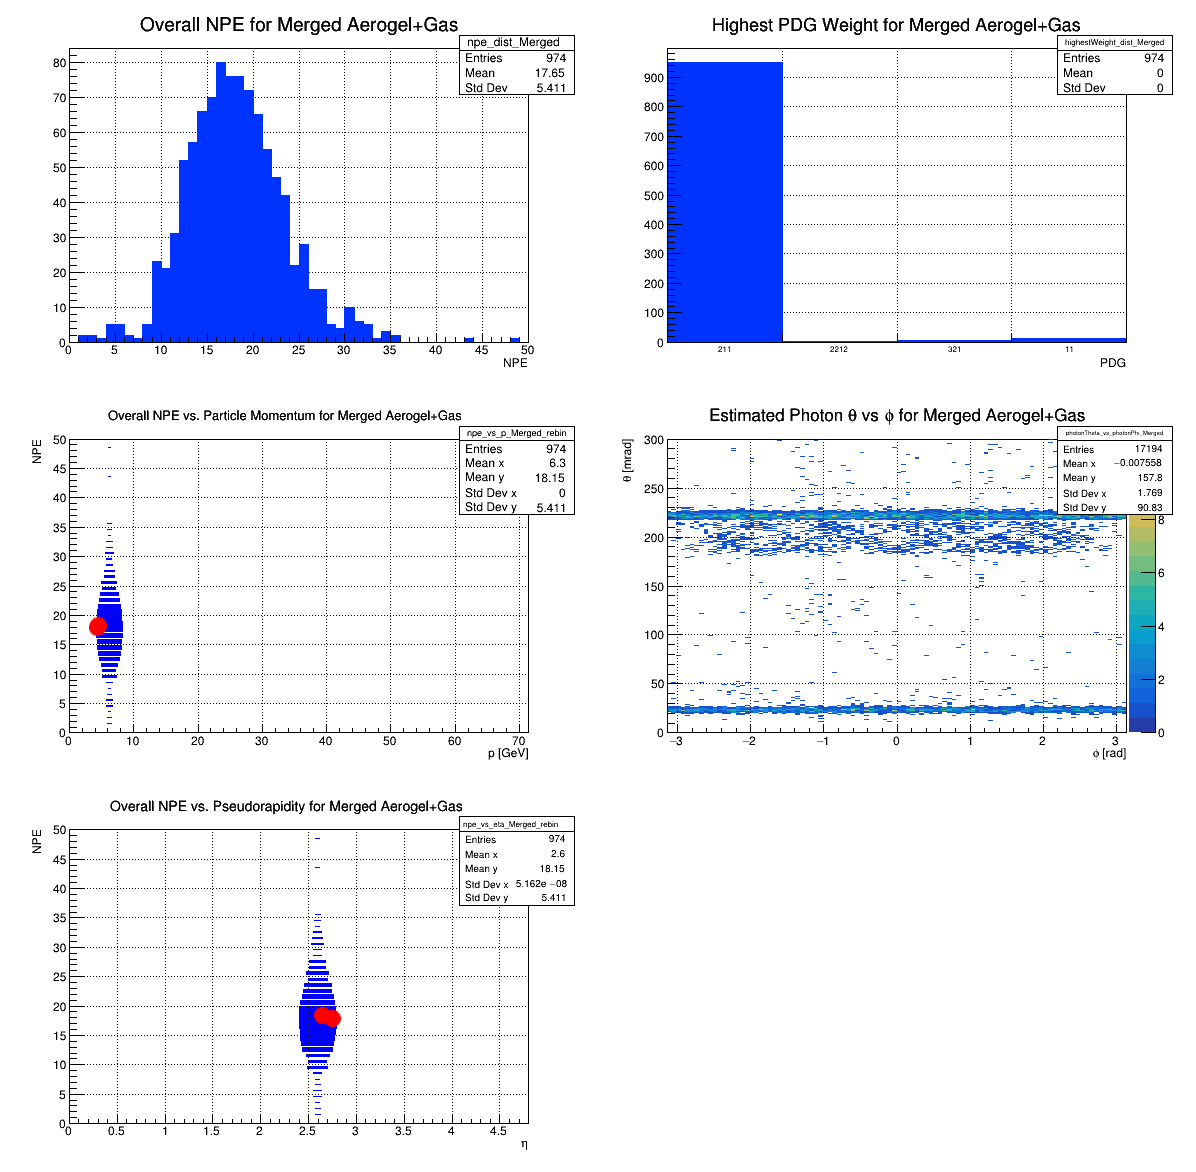 Overall NPE for Merged Aerogel+Gas
npe_dist_Merged
Entries 974
Mean 17.65
Std Dev 5.411
80
70
60
50
40
30
20
10
0
0 5 10 15 20 25 30 35 40 45 50
NPE
Highest PDG Weight for Merged Aerogel+Gas
highestWeight_dist_Merged
Entries 974
Mean 0
Std Dev 0
900
800
700
600
500
400
300
200
100
0
211 2212 321 11
PDG
Overall NPE vs. Particle Momentum for Merged Aerogel+Gas
npe_vs_p_Merged_rebin
Entries 974
Mean x 6.3
Mean y 18.15
Std Dev x 0
Std Dev y 5.411
NPE
50
45
40
35
30
25
20
15
10
5
0
0 10 20 30 40 50 60 70
p [GeV]
Estimated Photon θ vs ϕ for Merged Aerogel+Gas
photonTheta_vs_photonPhi_Merged
Entries 17194
Mean x −0.007558
Mean y 157.8
Std Dev x 1.769
Std Dev y 90.83
θ [mrad]
300
250
200
150
100
50
0
−3 −2 −1 0 1 2 3
ϕ [rad]
8
6
4
2
0
Overall NPE vs. Pseudorapidity for Merged Aerogel+Gas
npe_vs_eta_Merged_rebin
Entries 974
Mean x 2.6
Mean y 18.15
Std Dev x 5.162e −08
Std Dev y 5.411
NPE
50
45
40
35
30
25
20
15
10
5
0
0 0.5 1 1.5 2 2.5 3 3.5 4 4.5
η